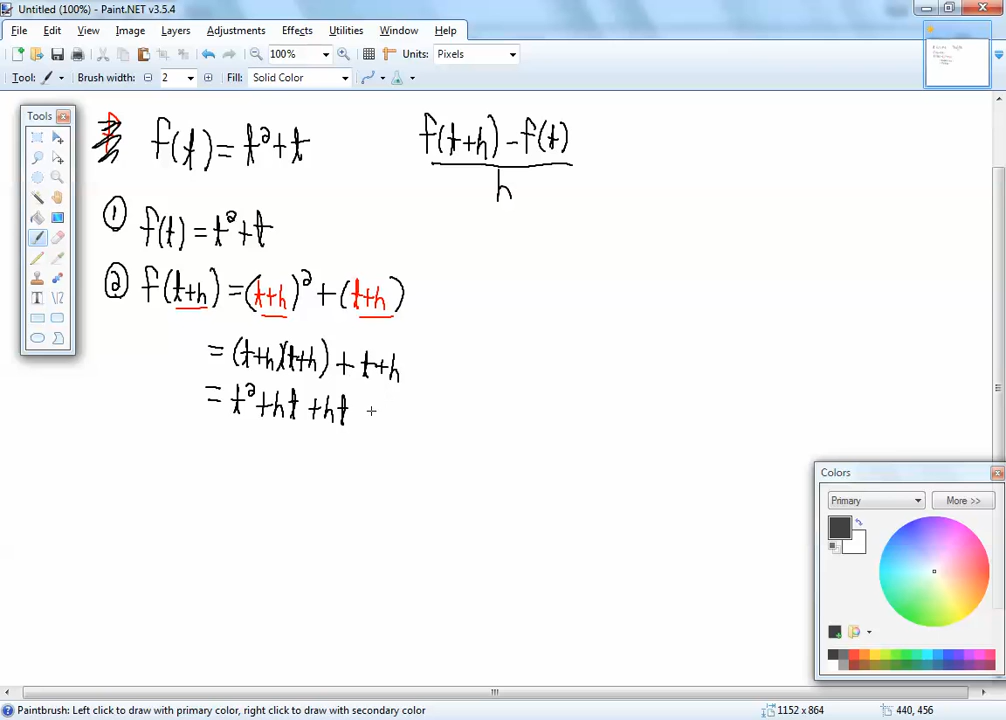 Untitled (100%) - Paint.NET v3.5.4
File Edit View Image Layers Adjustments Effects Utilities Window Help
100% Units: Pixels
Tool: Brush width: 2 Fill: Solid Color
Tools
f(t) = t² + t
f(t+h) - f(t)
h
① f(t) = t² + t
② f(t+h) = (t+h)² + (t+h)
= (t+h)(t+h) + t+h
= t² + ht + ht
Colors
Primary More >>
Paintbrush: Left click to draw with primary color, right click to draw with secondary color 1152 x 864 440, 456